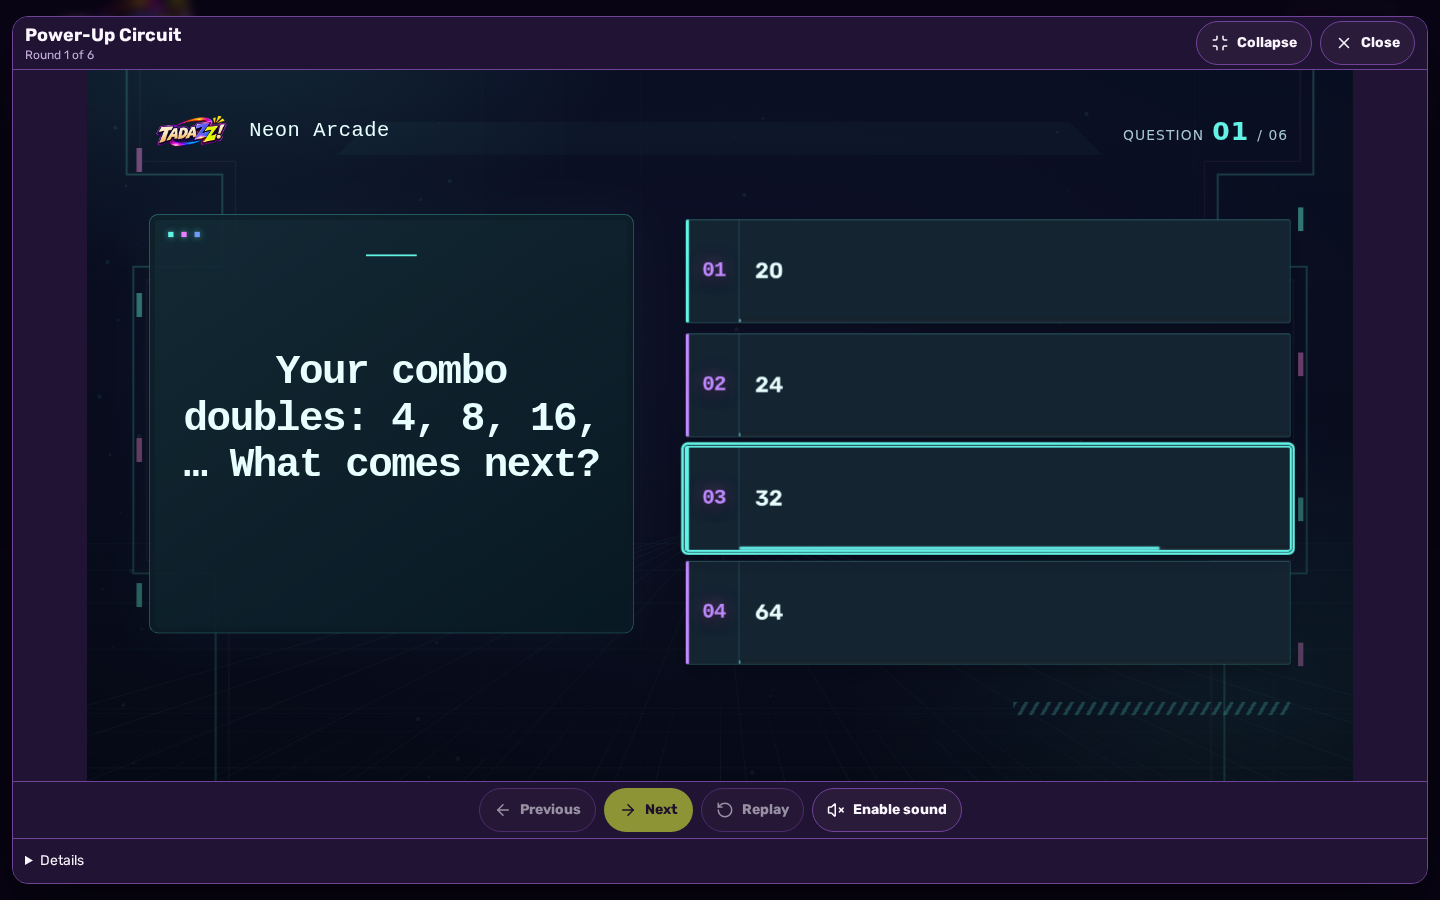 Power-Up Circuit
Round 1 of 6
Collapse
Close
TADAZZ!
Neon Arcade
QUESTION 01 / 06
Your combo
doubles: 4, 8, 16,
… What comes next?
01 20
02 24
03 32
04 64
Previous
Next
Replay
Enable sound
Details